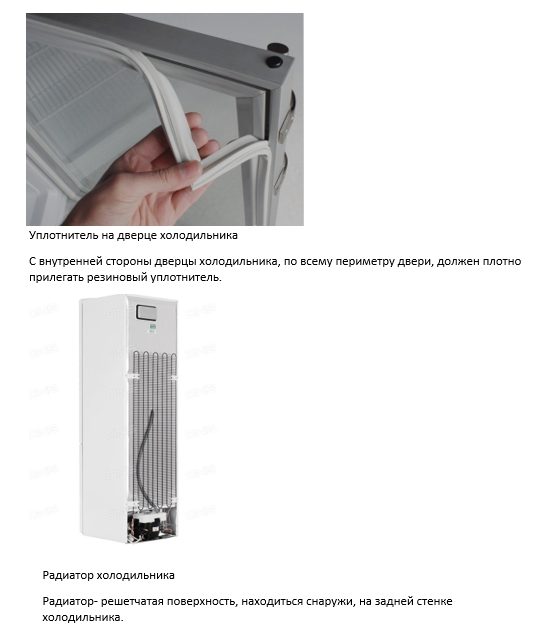 Уплотнитель на дверце холодильника
С внутренней стороны дверцы холодильника, по всему периметру двери, должен плотно
прилегать резиновый уплотнитель.
Радиатор холодильника
Радиатор- решетчатая поверхность, находиться снаружи, на задней стенке
холодильника.